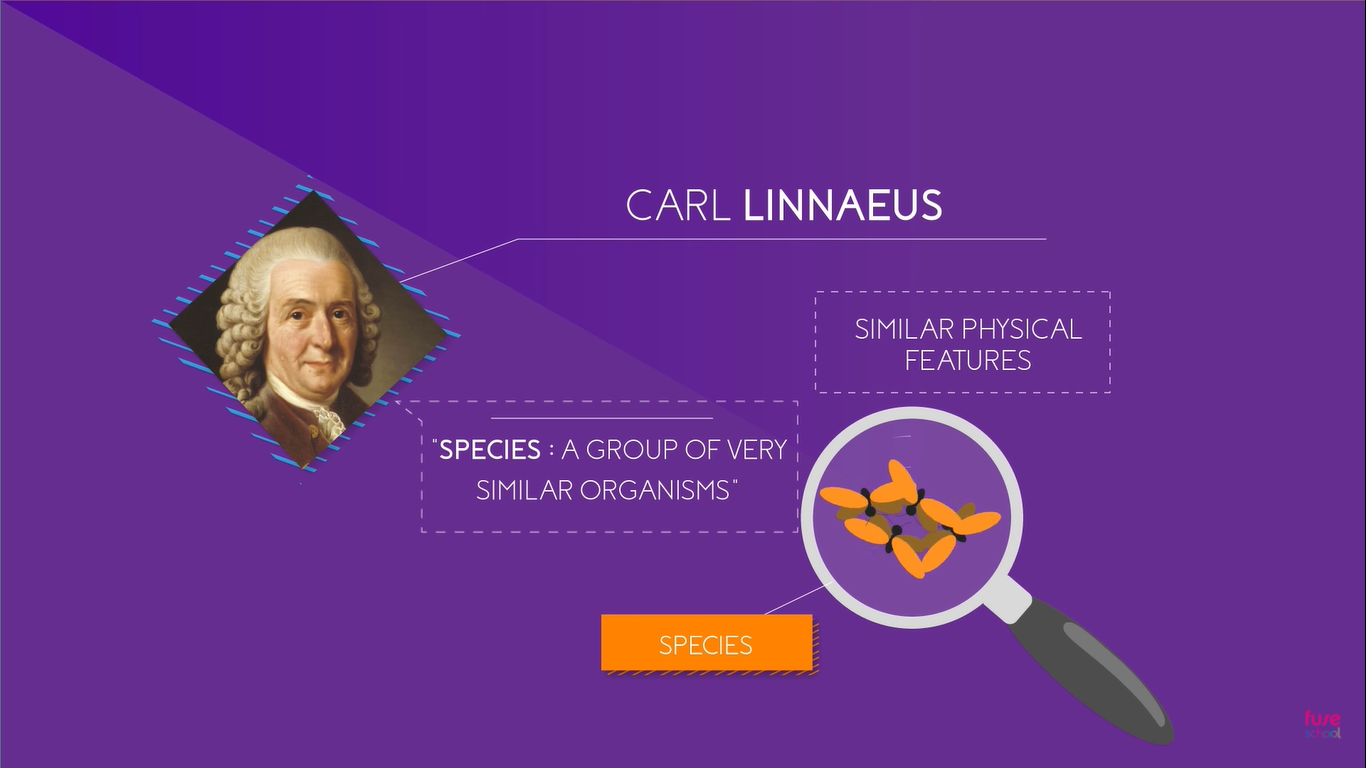 CARL LINNAEUS
SIMILAR PHYSICAL
FEATURES
"SPECIES : A GROUP OF VERY
SIMILAR ORGANISMS"
SPECIES
fuse
school